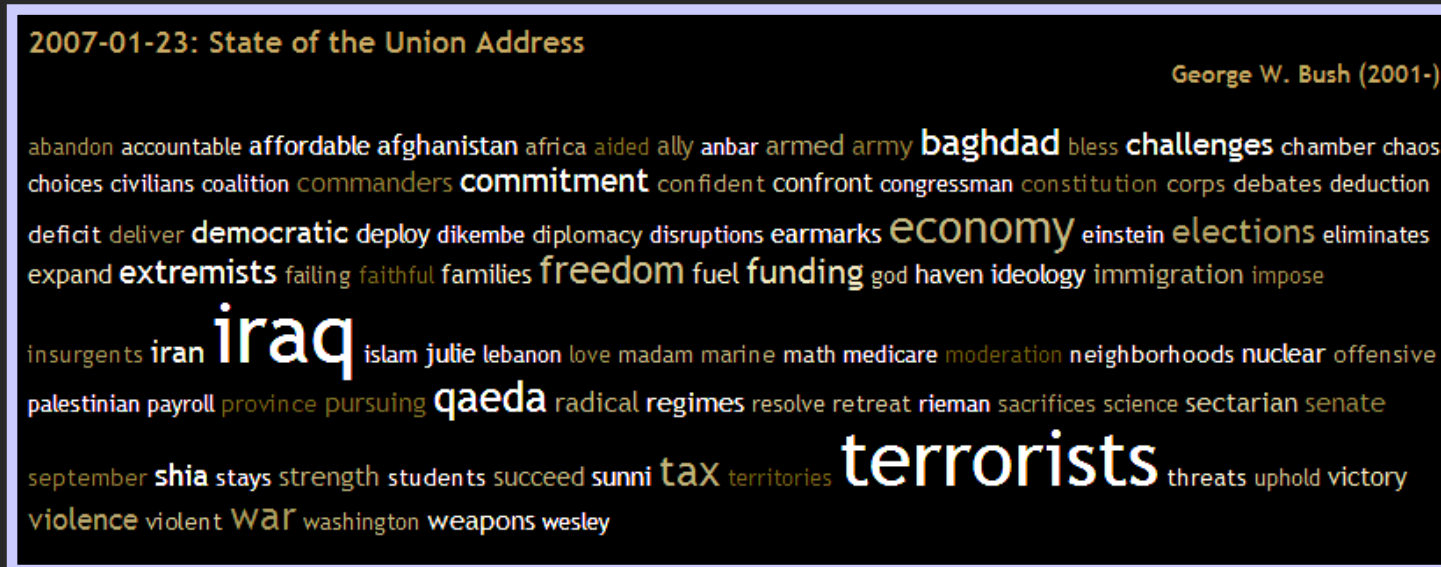 2007-01-23: State of the Union Address
George W. Bush (2001-)
abandon accountable affordable afghanistan africa aided ally anbar armed army baghdad bless challenges chamber chaos
choices civilians coalition commanders commitment confident confront congressman constitution corps debates deduction
deficit deliver democratic deploy dikembe diplomacy disruptions earmarks economy einstein elections eliminates
expand extremists failing faithful families freedom fuel funding god haven ideology immigration impose
insurgents iran iraq islam julie lebanon love madam marine math medicare moderation neighborhoods nuclear offensive
palestinian payroll province pursuing qaeda radical regimes resolve retreat rieman sacrifices science sectarian senate
september shia stays strength students succeed sunni tax territories terrorists threats uphold victory
violence violent war washington weapons wesley